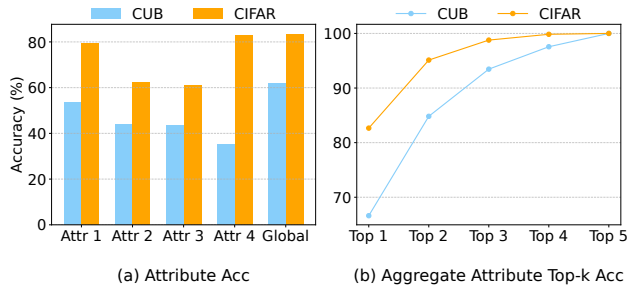 CUB CIFAR
Accuracy (%)
80
60
40
20
0
Attr 1 Attr 2 Attr 3 Attr 4 Global
(a) Attribute Acc
CUB CIFAR
100
90
80
70
Top 1 Top 2 Top 3 Top 4 Top 5
(b) Aggregate Attribute Top-k Acc